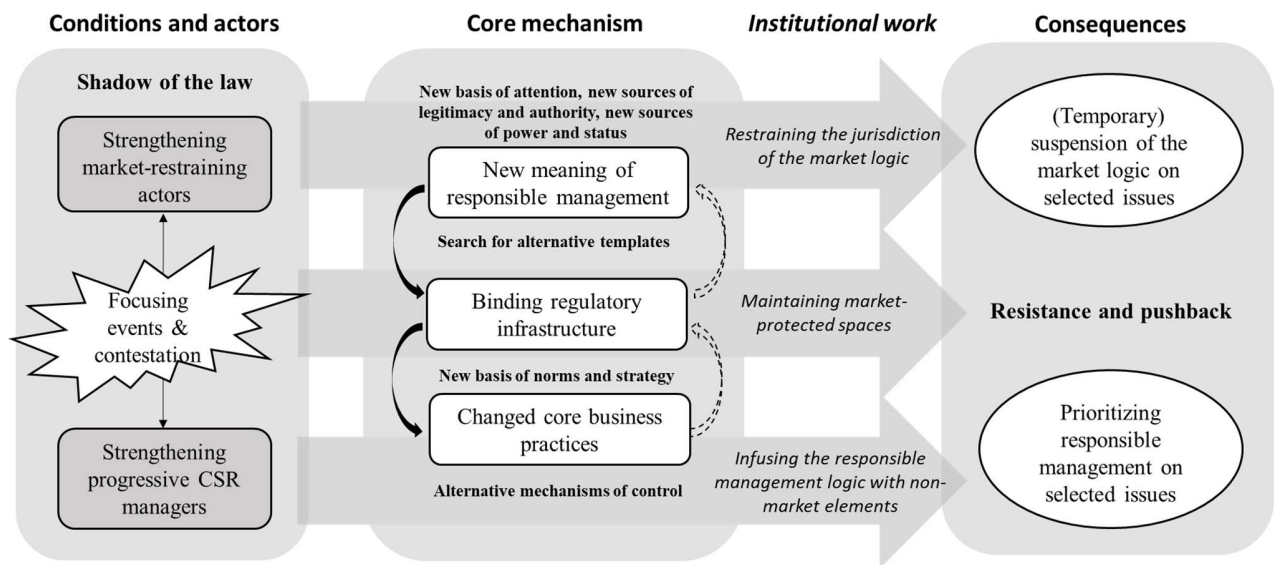 Conditions and actors
Core mechanism
Institutional work
Consequences
Shadow of the law
Strengthening
market-restraining
actors
Focusing
events &
contestation
Strengthening
progressive CSR
managers
New basis of attention, new sources of
legitimacy and authority, new sources
of power and status
New meaning of
responsible management
Search for alternative templates
Binding regulatory
infrastructure
New basis of norms and strategy
Changed core business
practices
Alternative mechanisms of control
Restraining the jurisdiction
of the market logic
Maintaining market-
protected spaces
Infusing the responsible
management logic with non-
market elements
(Temporary)
suspension of the
market logic on
selected issues
Resistance and pushback
Prioritizing
responsible
management on
selected issues